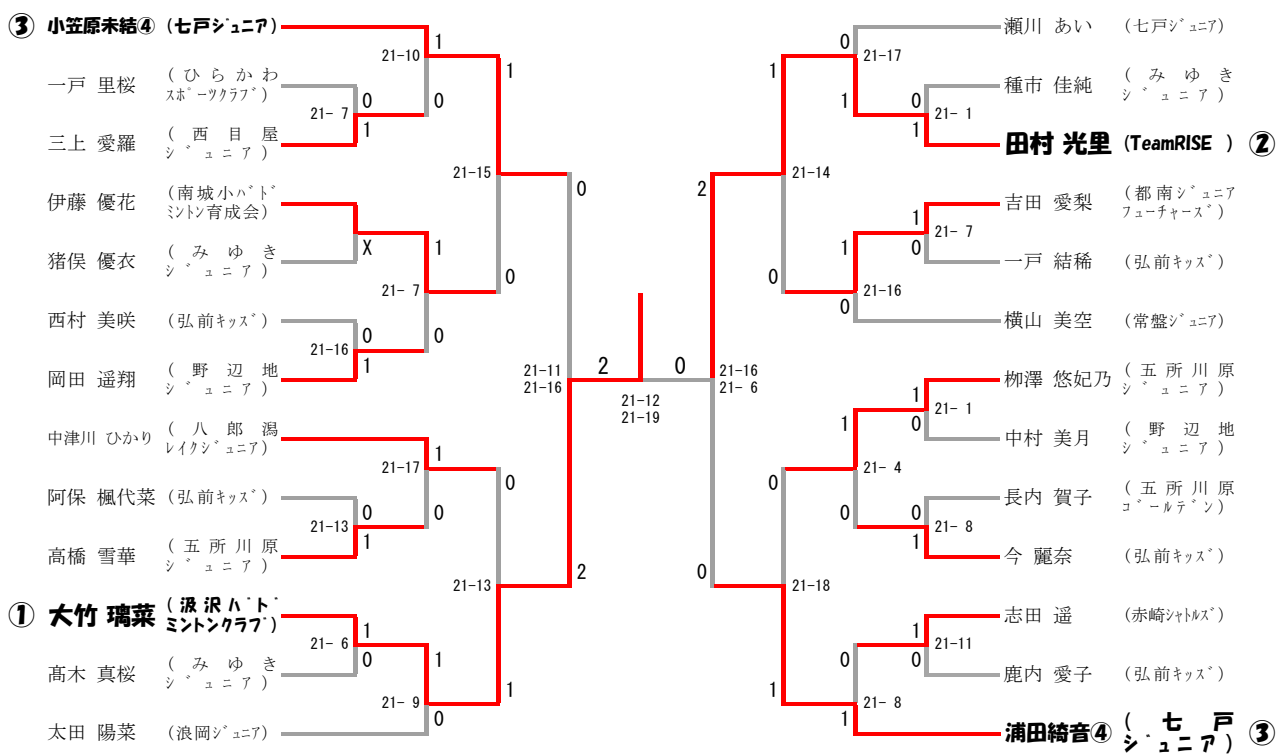 ③ 小笠原未結④ (七戸ジュニア)
一戸 里桜 (ひらかわ
スポーツクラブ)
三上 愛羅 (西目屋
ジュニア)
伊藤 優花 (南城小バド
ミントン育成会)
猪俣 優衣 (みゆき
ジュニア)
西村 美咲 (弘前キッズ)
岡田 遥翔 (野辺地
ジュニア)
中津川 ひかり (八郎潟
レイクジュニア)
阿保 楓代菜 (弘前キッズ)
高橋 雪華 (五所川原
ジュニア)
① 大竹 璃菜 (汲沢バド
ミントンクラブ)
髙木 真桜 (みゆき
ジュニア)
太田 陽菜 (浪岡ジュニア)
1
21-10
0
0
21- 7
1
1
21-15
0
X
1
21- 7
0
0
21-16
1
0
21-11
21-16
2
1
21-17
0
0
21-13
1
0
21-13
1
1
21- 6
0
1
21- 9
0
2
0
21-12
21-19
瀬川 あい (七戸ジュニア)
種市 佳純 (みゆき
ジュニア)
田村 光里 (TeamRISE ) ②
吉田 愛梨 (都南ジュニア
フューチャーズ)
一戸 結稀 (弘前キッズ)
横山 美空 (常盤ジュニア)
栁澤 悠妃乃 (五所川原
ジュニア)
中村 美月 (野辺地
ジュニア)
長内 賀子 (五所川原
ゴールデン)
今 麗奈 (弘前キッズ)
志田 遥 (赤崎シャトルズ)
鹿内 愛子 (弘前キッズ)
浦田綺音④ (七戸
ジュニア) ③
0
21-17
1
0
21- 1
1
1
21-14
0
1
21- 7
0
1
21-16
0
2
21-16
21- 6
0
1
21- 1
0
1
21- 4
0
0
21- 8
1
0
21-18
1
1
21-11
0
0
21- 8
1